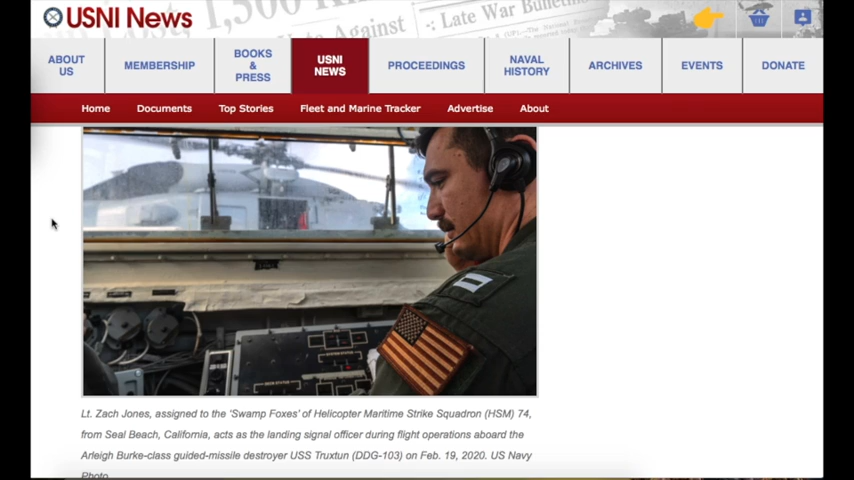 USNI News
Against
Late War Bulletins
ABOUT US
MEMBERSHIP
BOOKS & PRESS
USNI NEWS
PROCEEDINGS
NAVAL HISTORY
ARCHIVES
EVENTS
DONATE
Home
Documents
Top Stories
Fleet and Marine Tracker
Advertise
About
Lt. Zach Jones, assigned to the ‘Swamp Foxes’ of Helicopter Maritime Strike Squadron (HSM) 74,
from Seal Beach, California, acts as the landing signal officer during flight operations aboard the
Arleigh Burke-class guided-missile destroyer USS Truxtun (DDG-103) on Feb. 19, 2020. US Navy
Photo